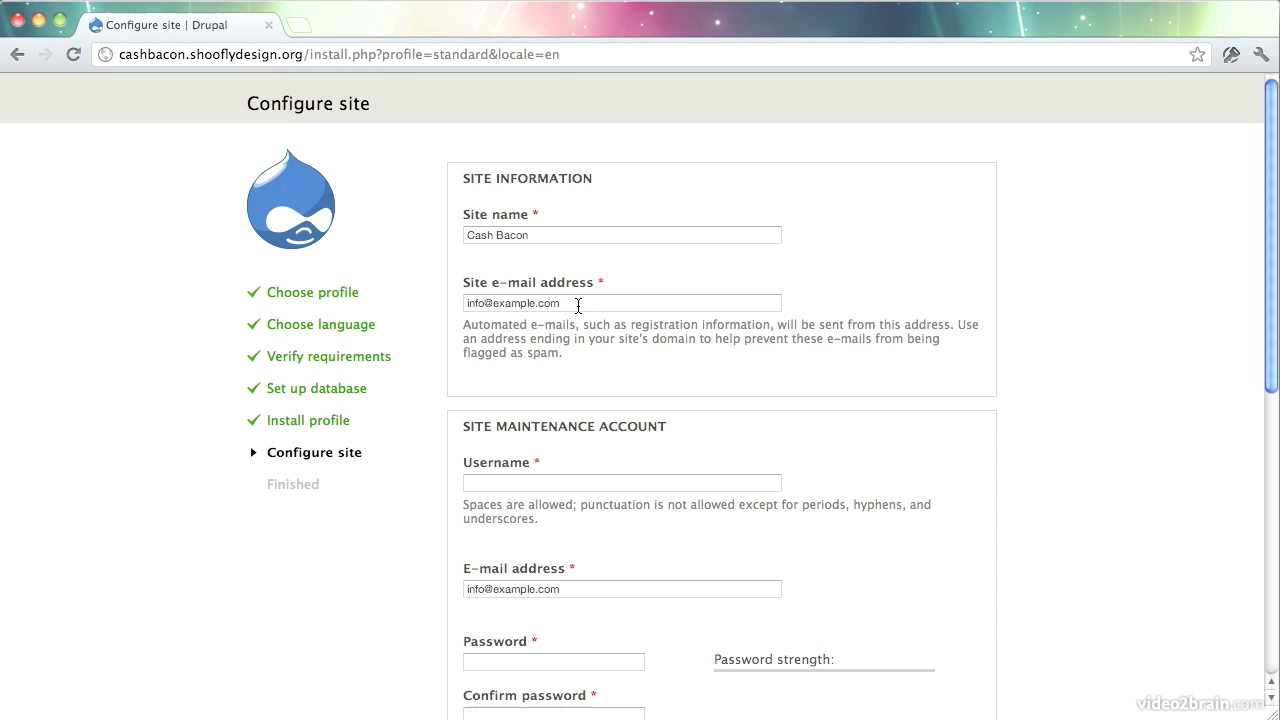 Configure site | Drupal
cashbacon.shooflydesign.org/install.php?profile=standard&locale=en
Configure site
Choose profile
Choose language
Verify requirements
Set up database
Install profile
Configure site
Finished
SITE INFORMATION
Site name *
Cash Bacon
Site e-mail address *
info@example.com
Automated e-mails, such as registration information, will be sent from this address. Use
an address ending in your site's domain to help prevent these e-mails from being
flagged as spam.
SITE MAINTENANCE ACCOUNT
Username *
Spaces are allowed; punctuation is not allowed except for periods, hyphens, and
underscores.
E-mail address *
info@example.com
Password *
Password strength:
Confirm password *
video2brain.com